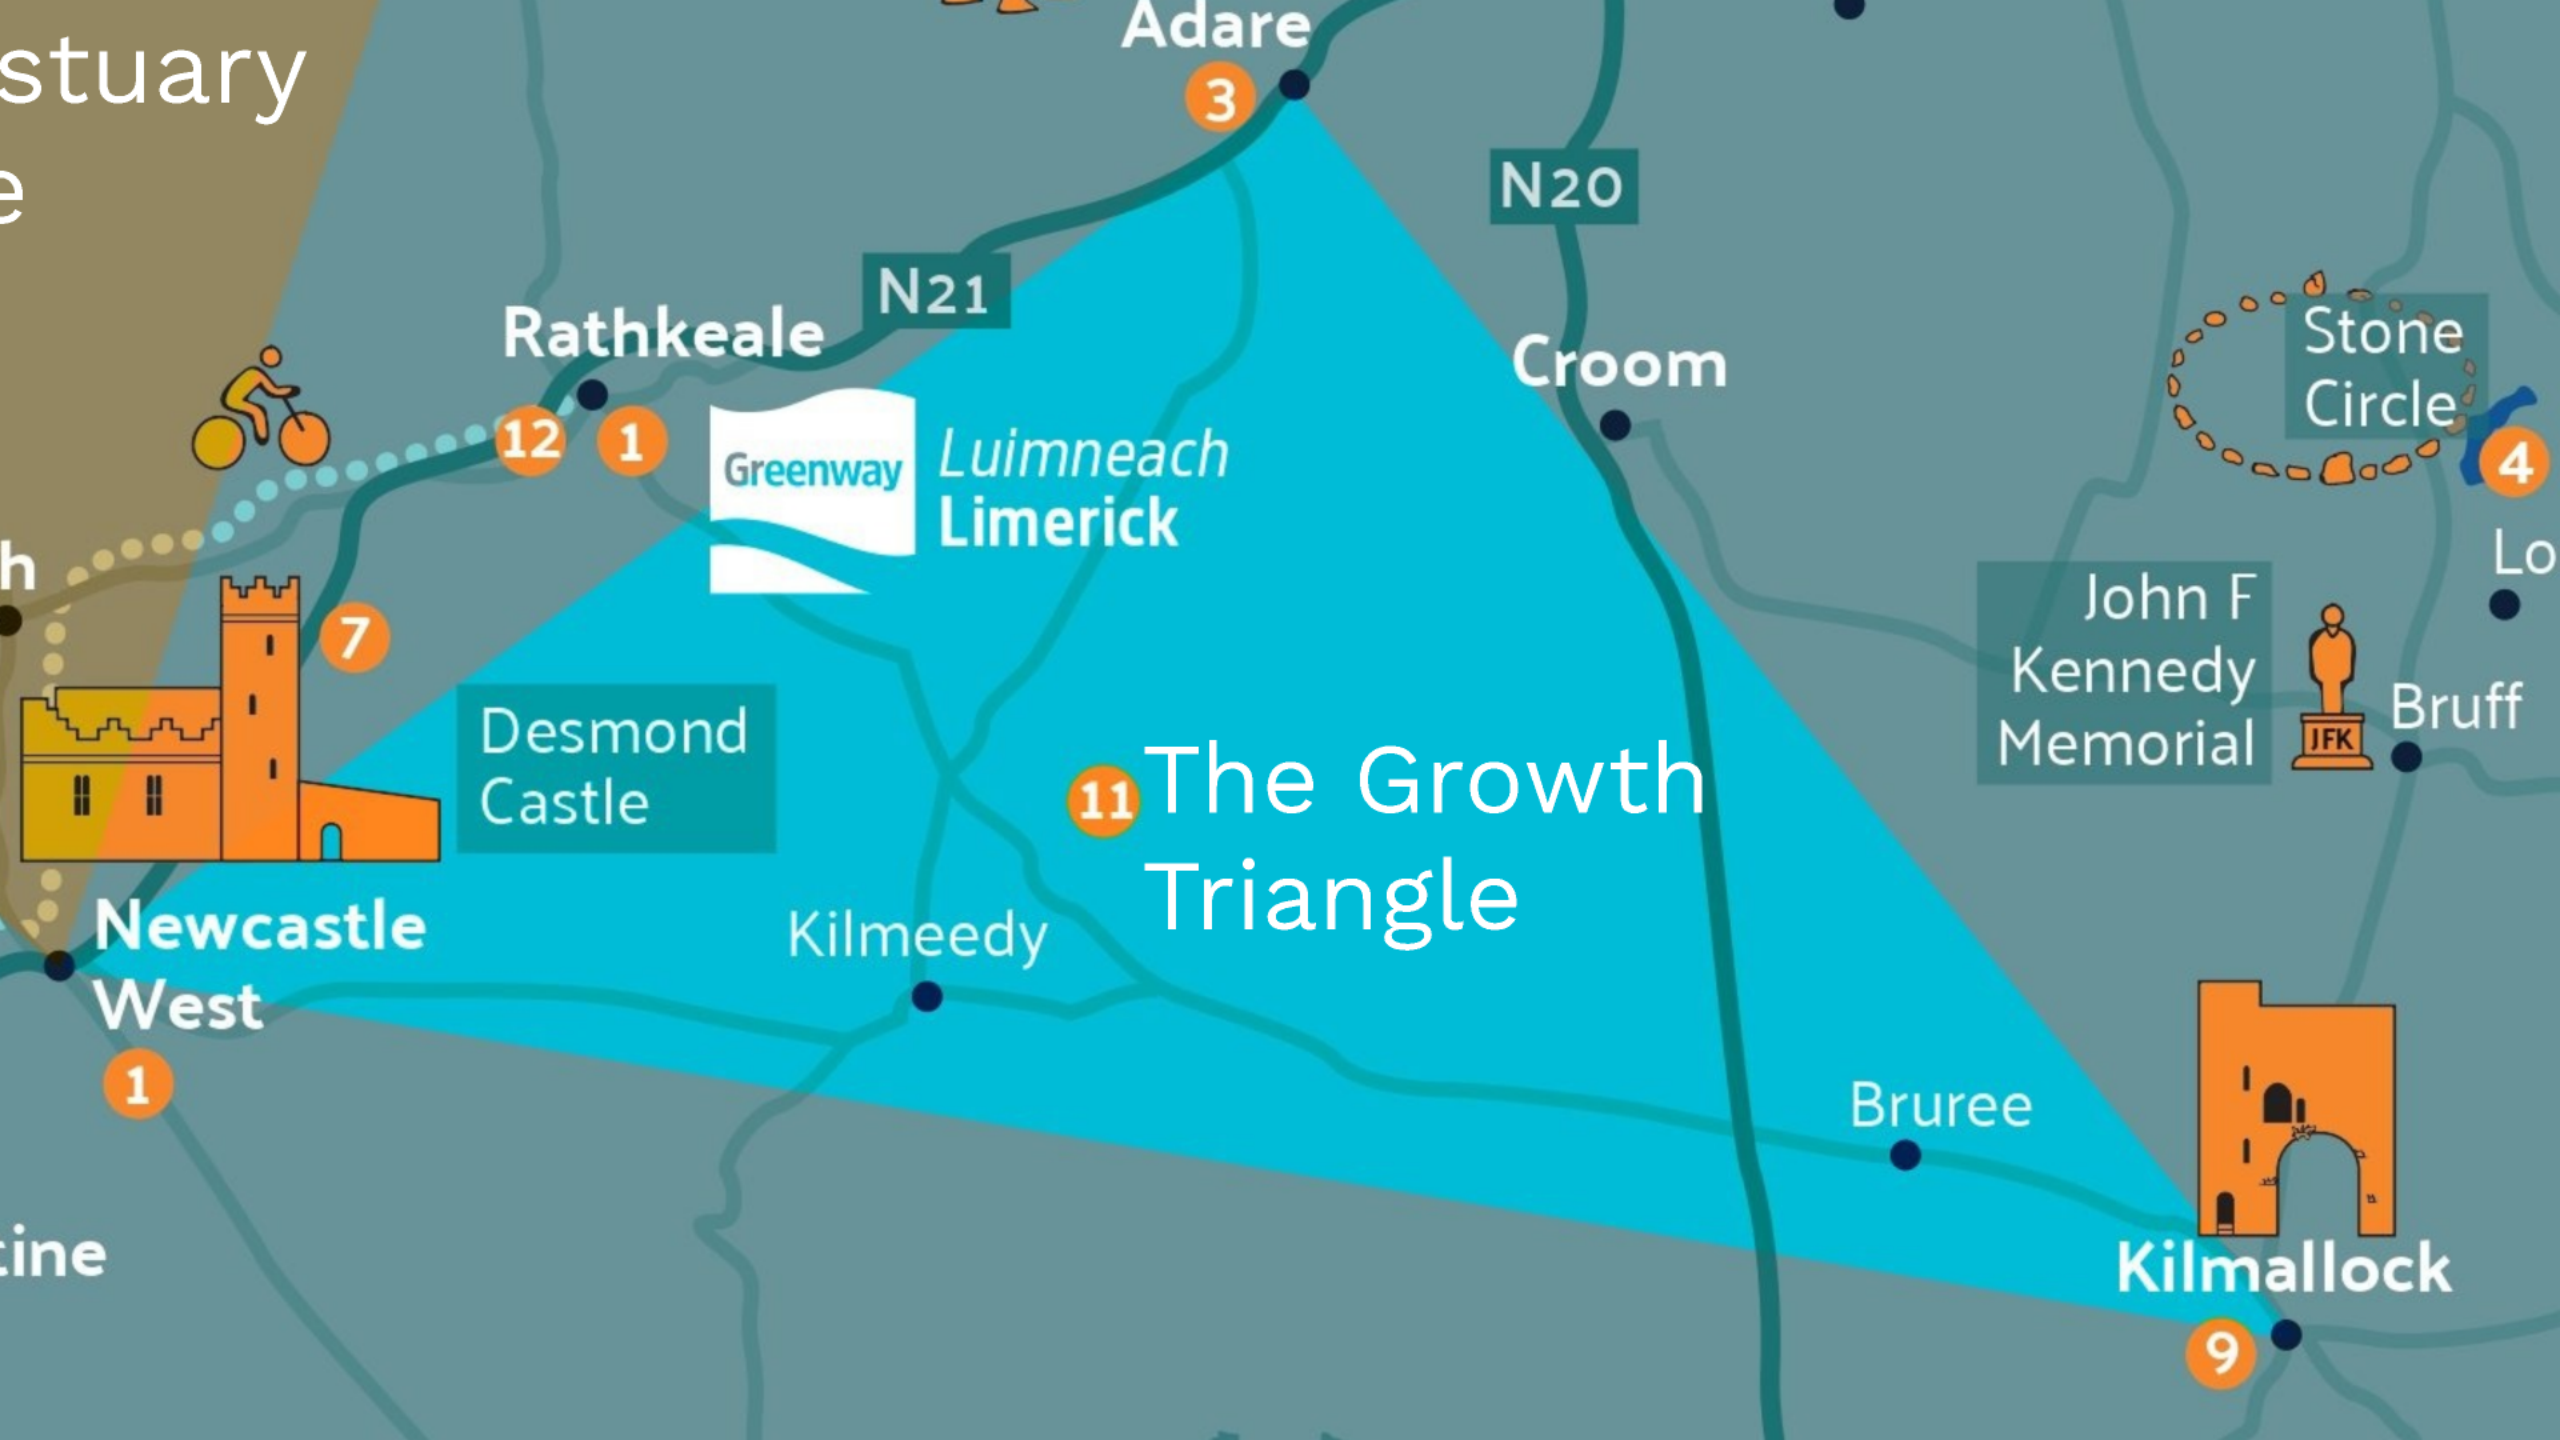 stuary
e
Adare
3
N20
N21
Rathkeale
12
1
Croom
Greenway
Luimneach
Limerick
Stone
Circle
4
h
7
Lo
John F
Kennedy
Memorial
JFK
Bruff
Desmond
Castle
11
The Growth
Triangle
Newcastle
West
1
Kilmeedy
Bruree
tine
Kilmallock
9